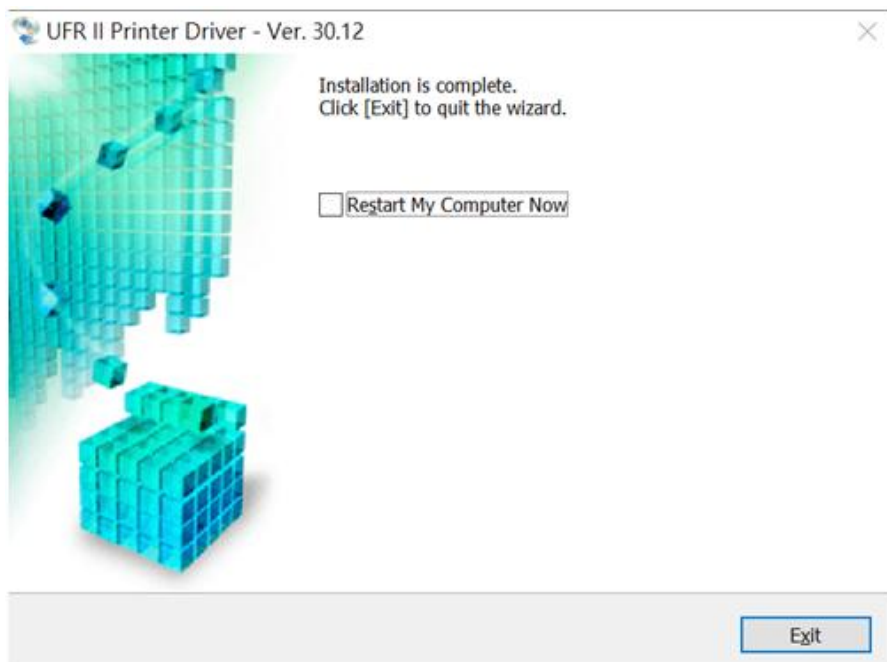 UFR II Printer Driver - Ver. 30.12
Installation is complete.
Click [Exit] to quit the wizard.
Restart My Computer Now
Exit